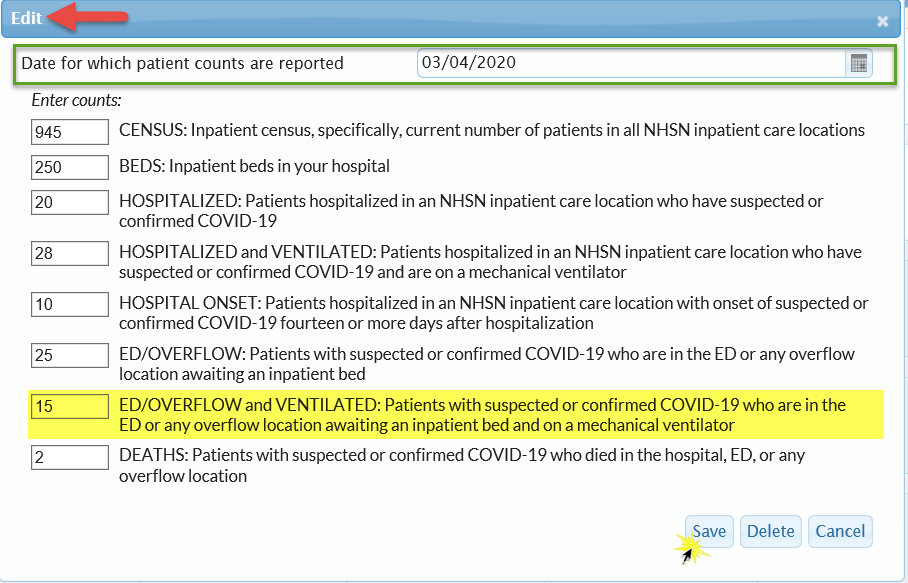 Edit
Date for which patient counts are reported 03/04/2020
Enter counts:
945 CENSUS: Inpatient census, specifically, current number of patients in all NHSN inpatient care locations
250 BEDS: Inpatient beds in your hospital
20 HOSPITALIZED: Patients hospitalized in an NHSN inpatient care location who have suspected or
confirmed COVID-19
28 HOSPITALIZED and VENTILATED: Patients hospitalized in an NHSN inpatient care location who have
suspected or confirmed COVID-19 and are on a mechanical ventilator
10 HOSPITAL ONSET: Patients hospitalized in an NHSN inpatient care location with onset of suspected or
confirmed COVID-19 fourteen or more days after hospitalization
25 ED/OVERFLOW: Patients with suspected or confirmed COVID-19 who are in the ED or any overflow
location awaiting an inpatient bed
15 ED/OVERFLOW and VENTILATED: Patients with suspected or confirmed COVID-19 who are in the
ED or any overflow location awaiting an inpatient bed and on a mechanical ventilator
2 DEATHS: Patients with suspected or confirmed COVID-19 who died in the hospital, ED, or any
overflow location
Save Delete Cancel